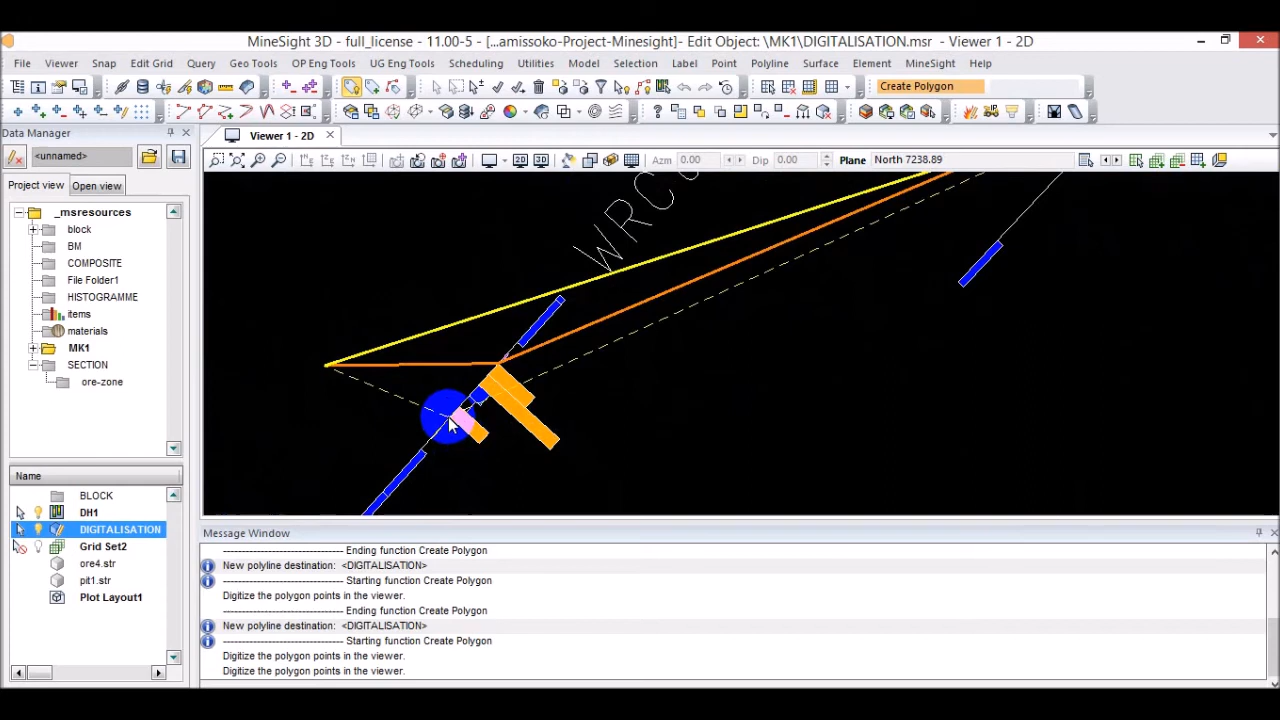 MineSight 3D - full_license - 11.00-5 - [...amissoko-Project-Minesight]- Edit Object: \MK1\DIGITALISATION.msr - Viewer 1 - 2D
File Viewer Snap Edit Grid Query Geo Tools OP Eng Tools UG Eng Tools Scheduling Utilities Model Selection Label Point Polyline Surface Element MineSight Help
Create Polygon
Data Manager
Viewer 1 - 2D
<unnamed>
2D 3D Azm 0.00 Dip 0.00 Plane North 7238.89
Project view Open view
_msresources
block
BM
COMPOSITE
File Folder1
HISTOGRAMME
items
materials
MK1
SECTION
ore-zone
WRC
Name
BLOCK
DH1
DIGITALISATION
Grid Set2
ore4.str
pit1.str
Plot Layout1
Message Window
------------------------------- Ending function Create Polygon
New polyline destination: <DIGITALISATION>
------------------------------- Starting function Create Polygon
Digitize the polygon points in the viewer.
------------------------------- Ending function Create Polygon
New polyline destination: <DIGITALISATION>
------------------------------- Starting function Create Polygon
Digitize the polygon points in the viewer.
Digitize the polygon points in the viewer.